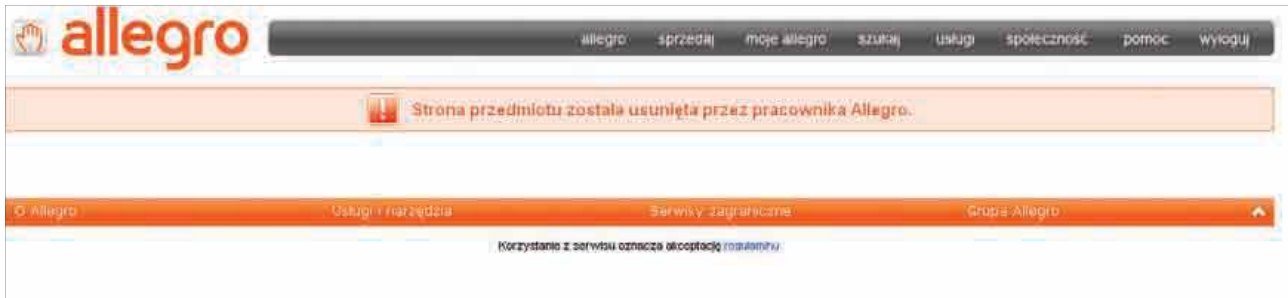 allegro
allegro sprzedaj moje allegro szukaj usługi społeczność pomoc wyloguj
Strona przedmiotu została usunięta przez pracownika Allegro.
O Allegro Usługi i narzędzia Serwisy zagraniczne Grupa Allegro
Korzystanie z serwisu oznacza akceptację regulaminu